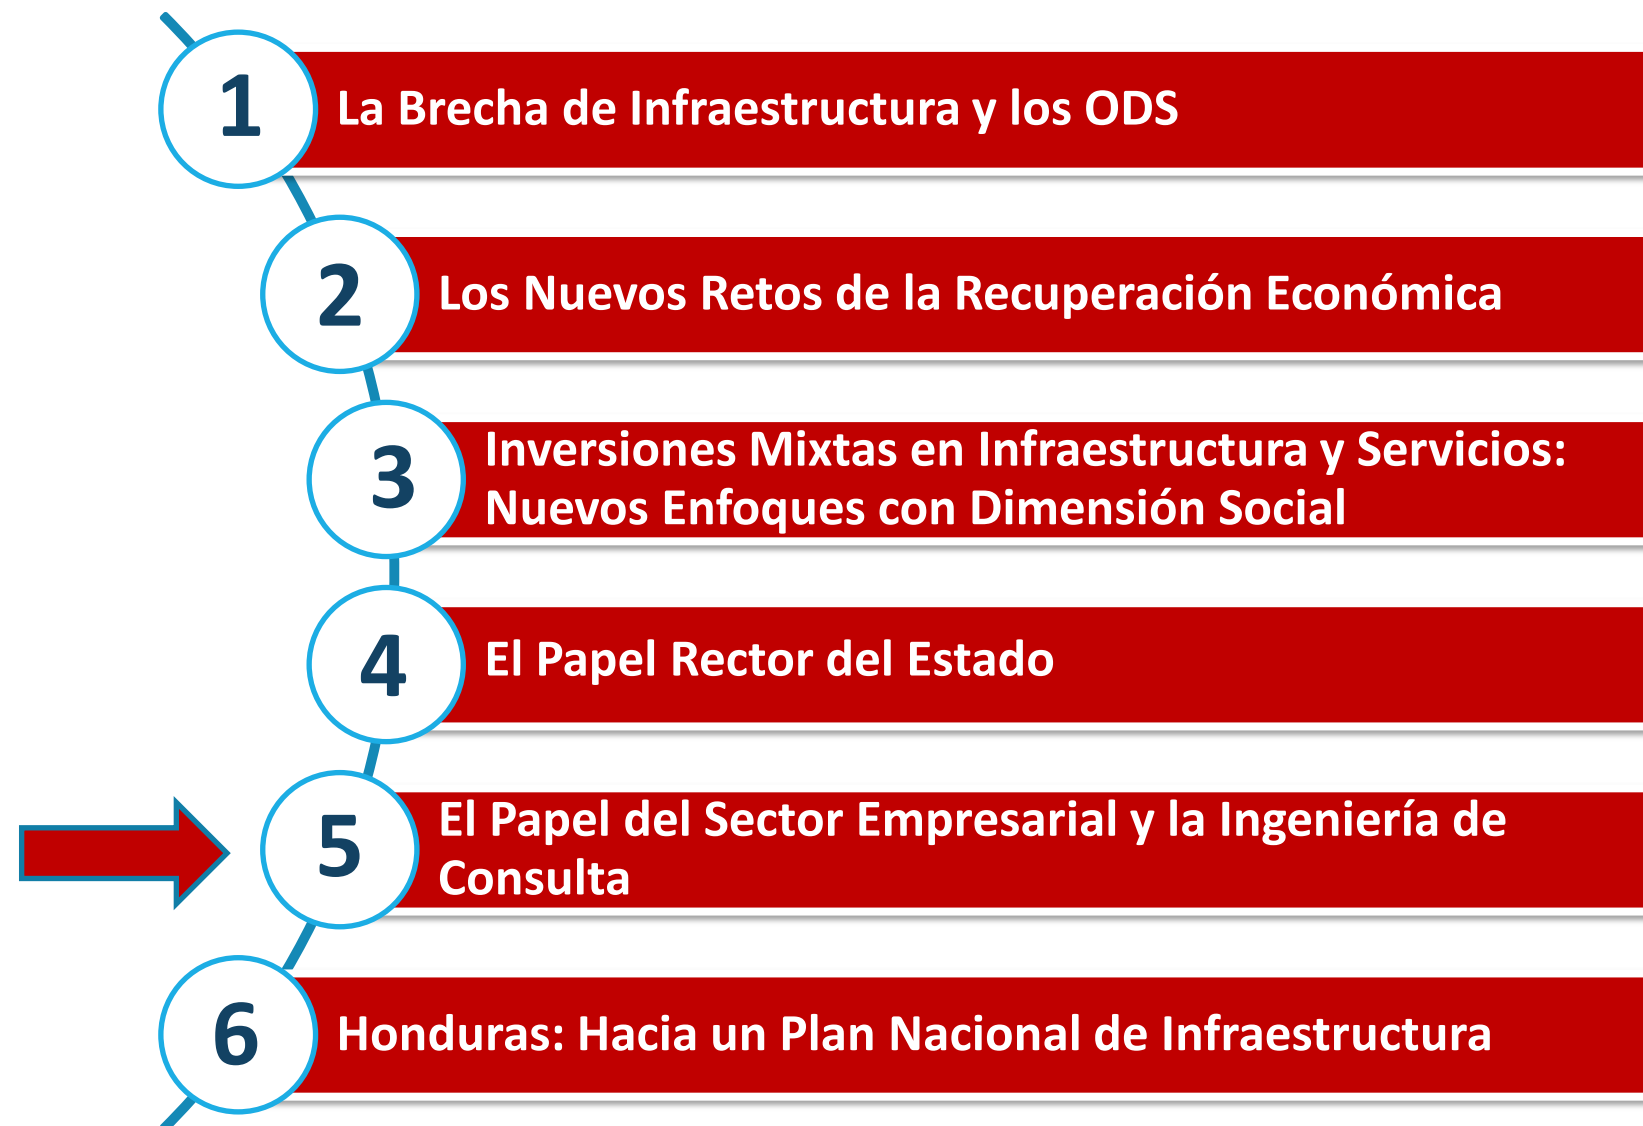 1
La Brecha de Infraestructura y los ODS
2
Los Nuevos Retos de la Recuperación Económica
3
Inversiones Mixtas en Infraestructura y Servicios:
Nuevos Enfoques con Dimensión Social
4
El Papel Rector del Estado
5
El Papel del Sector Empresarial y la Ingeniería de
Consulta
6
Honduras: Hacia un Plan Nacional de Infraestructura